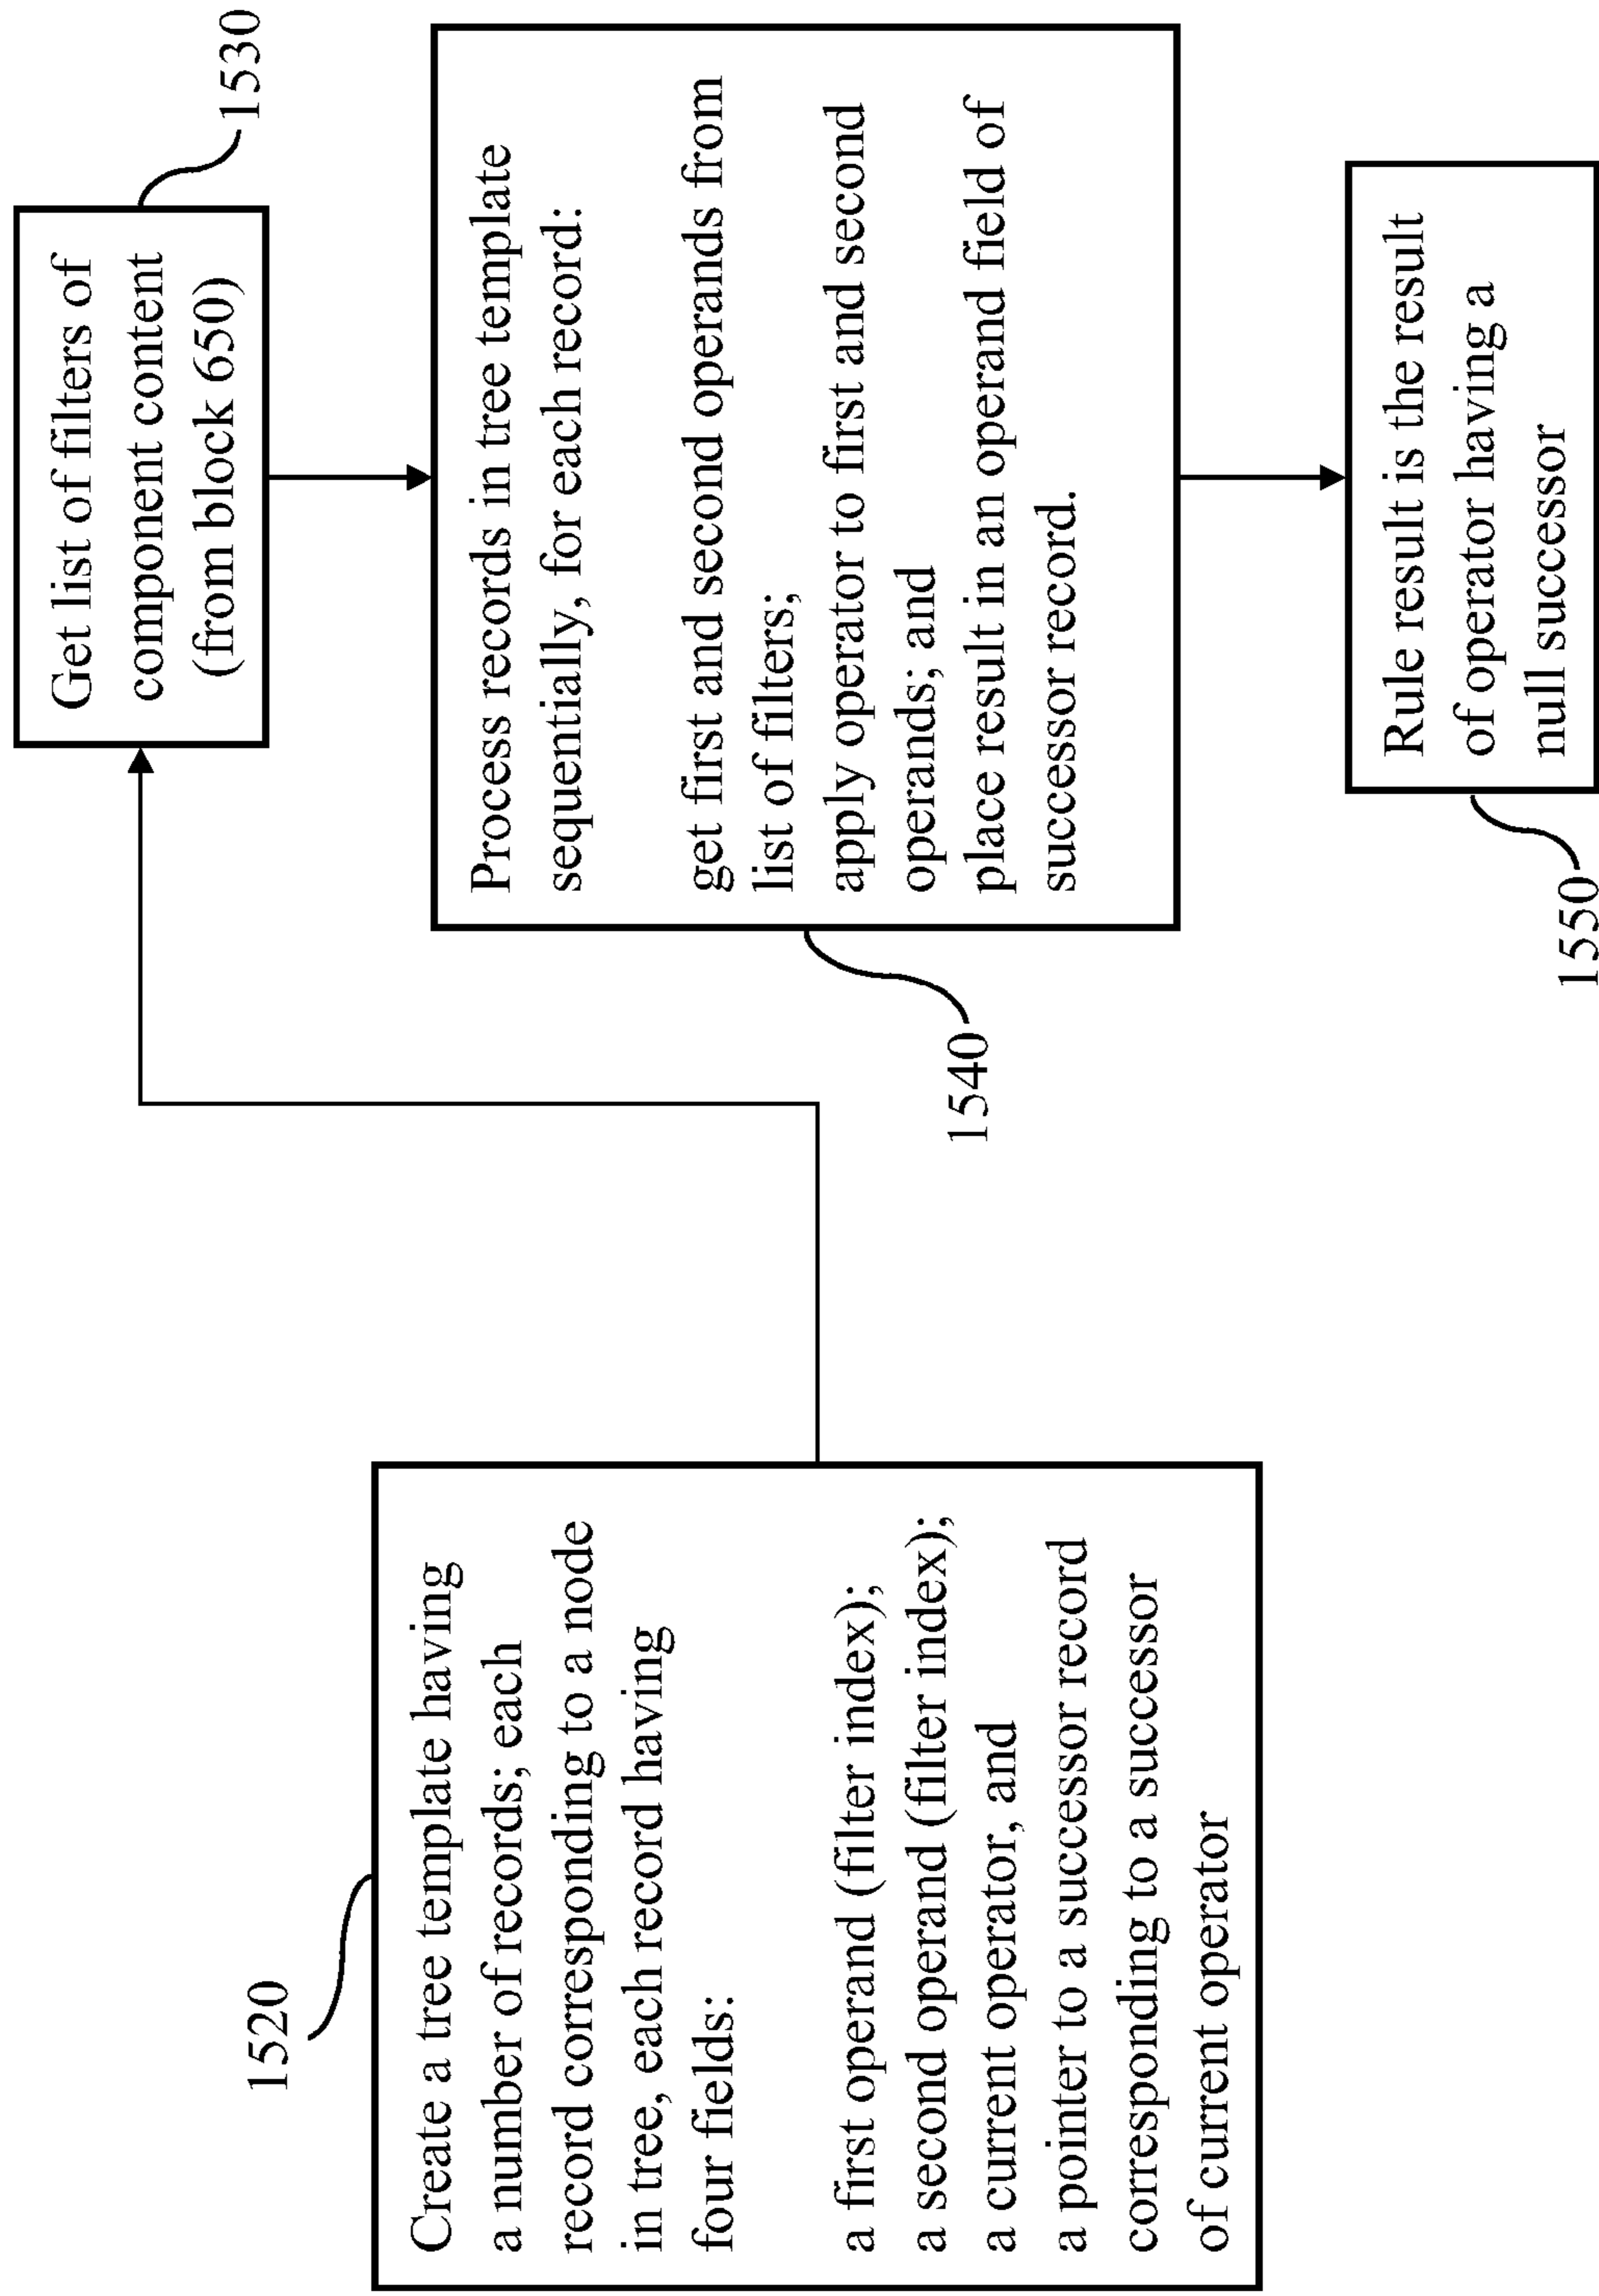 1520
Create a tree template having
a number of records; each
record corresponding to a node
in tree, each record having
four fields:
a first operand (filter index);
a second operand (filter index);
a current operator, and
a pointer to a successor record
corresponding to a successor
of current operator
1530
Get list of filters of
component content
(from block 650)
1540
Process records in tree template
sequentially, for each record:
get first and second operands from
list of filters;
apply operator to first and second
operands; and
place result in an operand field of
successor record.
1550
Rule result is the result
of operator having a
null successor